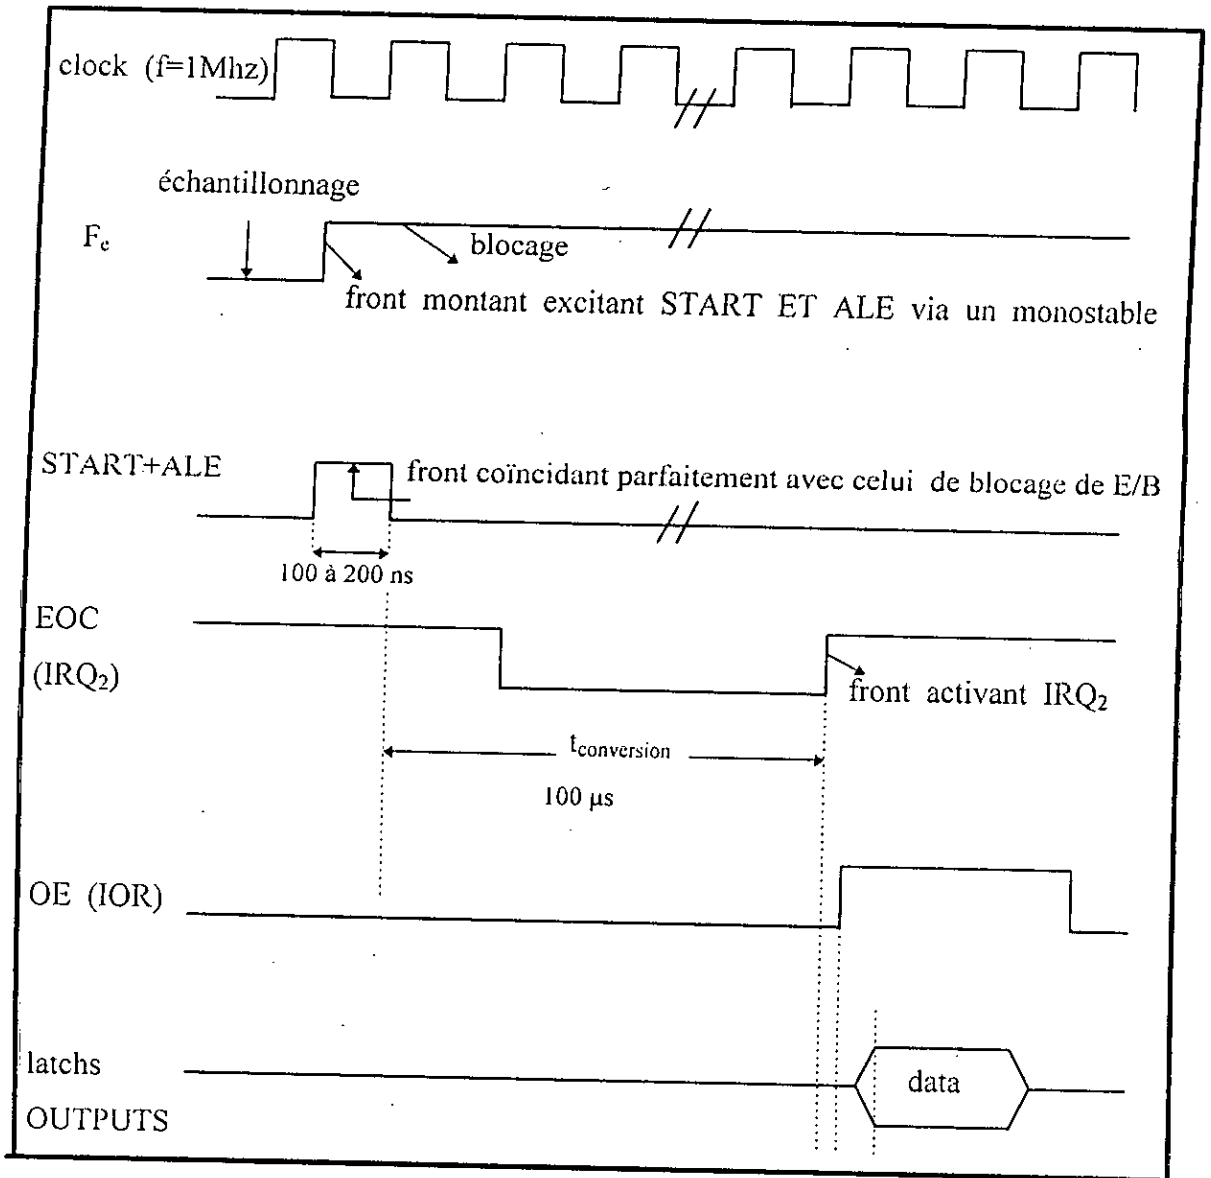 clock (f=1Mhz)
échantillonnage
Fe
blocage
front montant excitant START ET ALE via un monostable
START+ALE
front coïncidant parfaitement avec celui de blocage de E/B
100 à 200 ns
EOC
(IRQ2)
front activant IRQ2
tconversion
100 µs
OE (IOR)
latchs
data
OUTPUTS